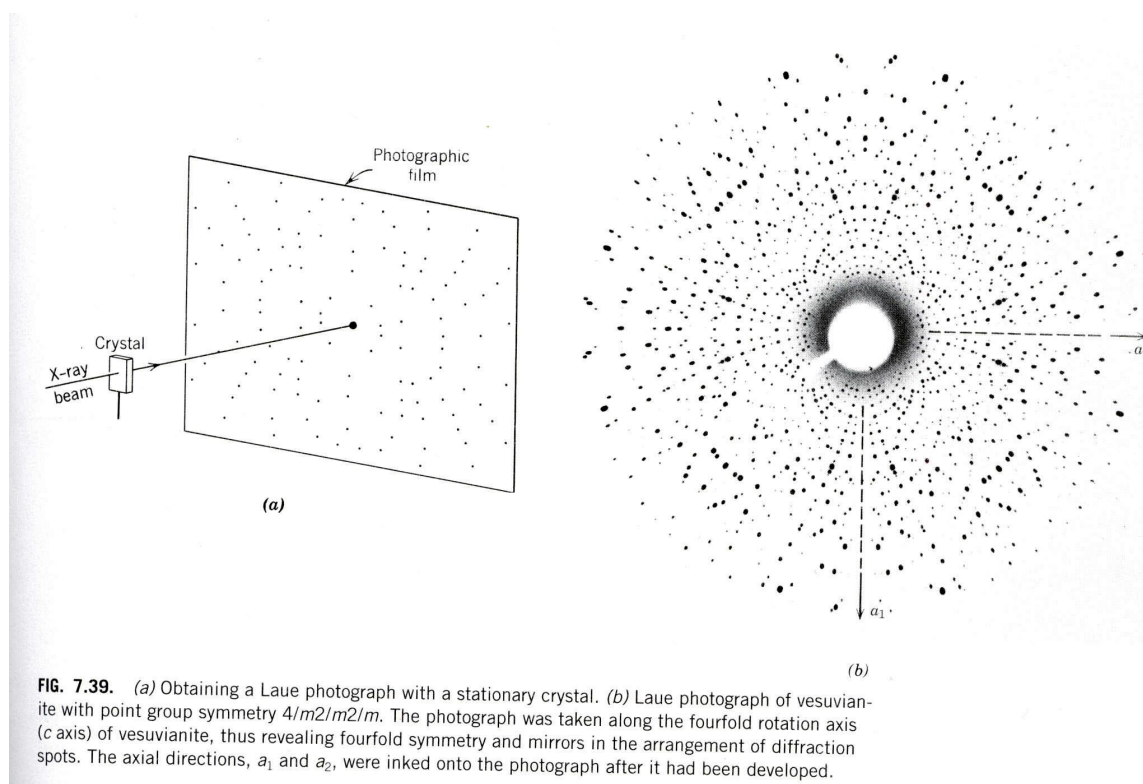 Photographic
film
Crystal
X-ray
beam
(a)
a
a₁
(b)
FIG. 7.39. (a) Obtaining a Laue photograph with a stationary crystal. (b) Laue photograph of vesuvian-
ite with point group symmetry 4/m2/m2/m. The photograph was taken along the fourfold rotation axis
(c axis) of vesuvianite, thus revealing fourfold symmetry and mirrors in the arrangement of diffraction
spots. The axial directions, a₁ and a₂, were inked onto the photograph after it had been developed.